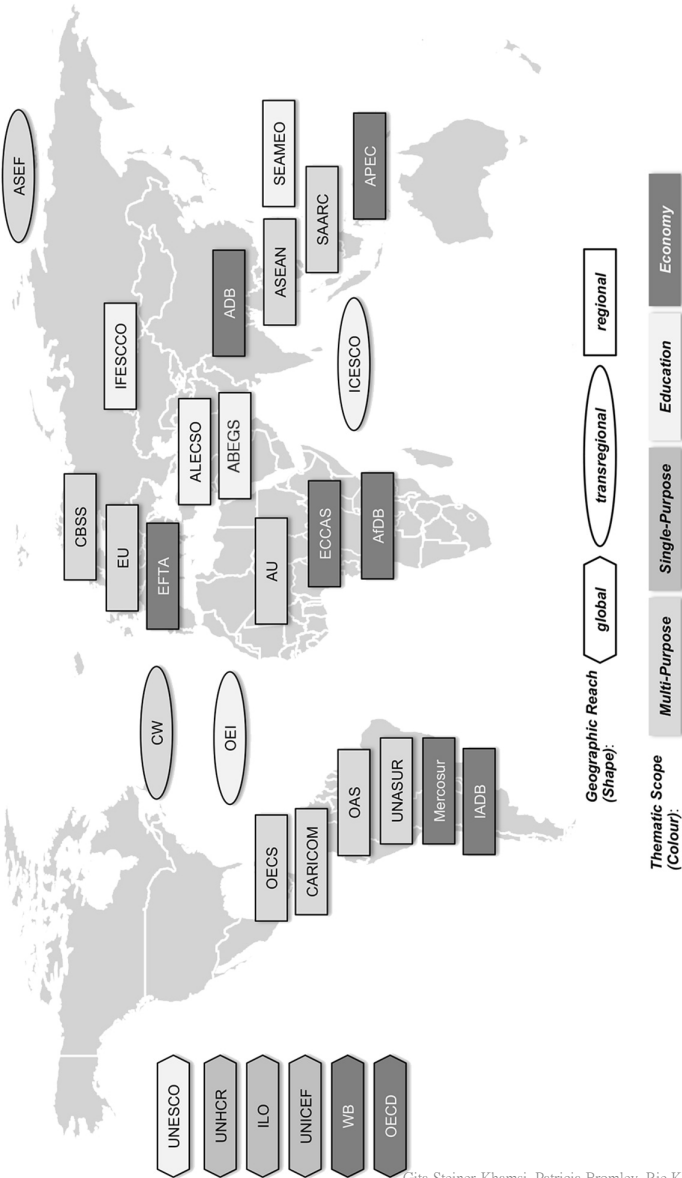 UNESCO
UNHCR
ILO
UNICEF
WB
OECD
OECS
CARICOM
OAS
UNASUR
Mercosur
IADB
CW
OEI
CBSS
EU
EFTA
AU
ECCAS
AfDB
ALECSO
ABEGS
IFESCCO
ICESCO
ADB
ASEAN
SAARC
SEAMEO
APEC
ASEF
Geographic Reach
(Shape):
global
transregional
regional
Thematic Scope
(Colour):
Multi-Purpose
Single-Purpose
Education
Economy